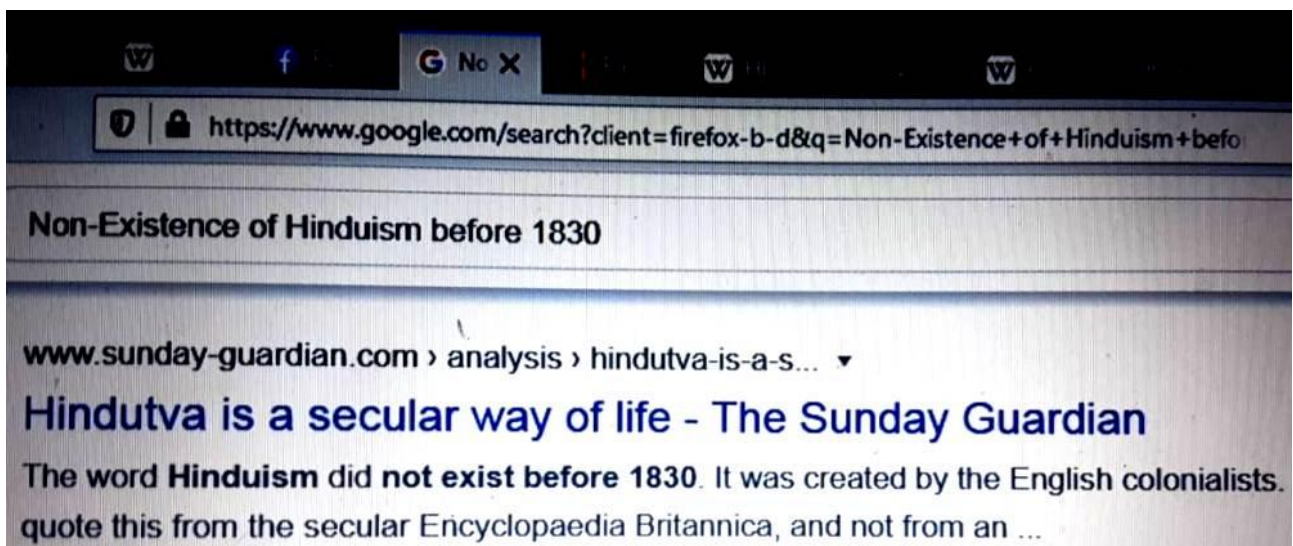 G No X
https://www.google.com/search?client=firefox-b-d&q=Non-Existence+of+Hinduism+befo
Non-Existence of Hinduism before 1830
www.sunday-guardian.com › analysis › hindutva-is-a-s...
Hindutva is a secular way of life - The Sunday Guardian
The word Hinduism did not exist before 1830. It was created by the English colonialists.
quote this from the secular Encyclopaedia Britannica, and not from an ...